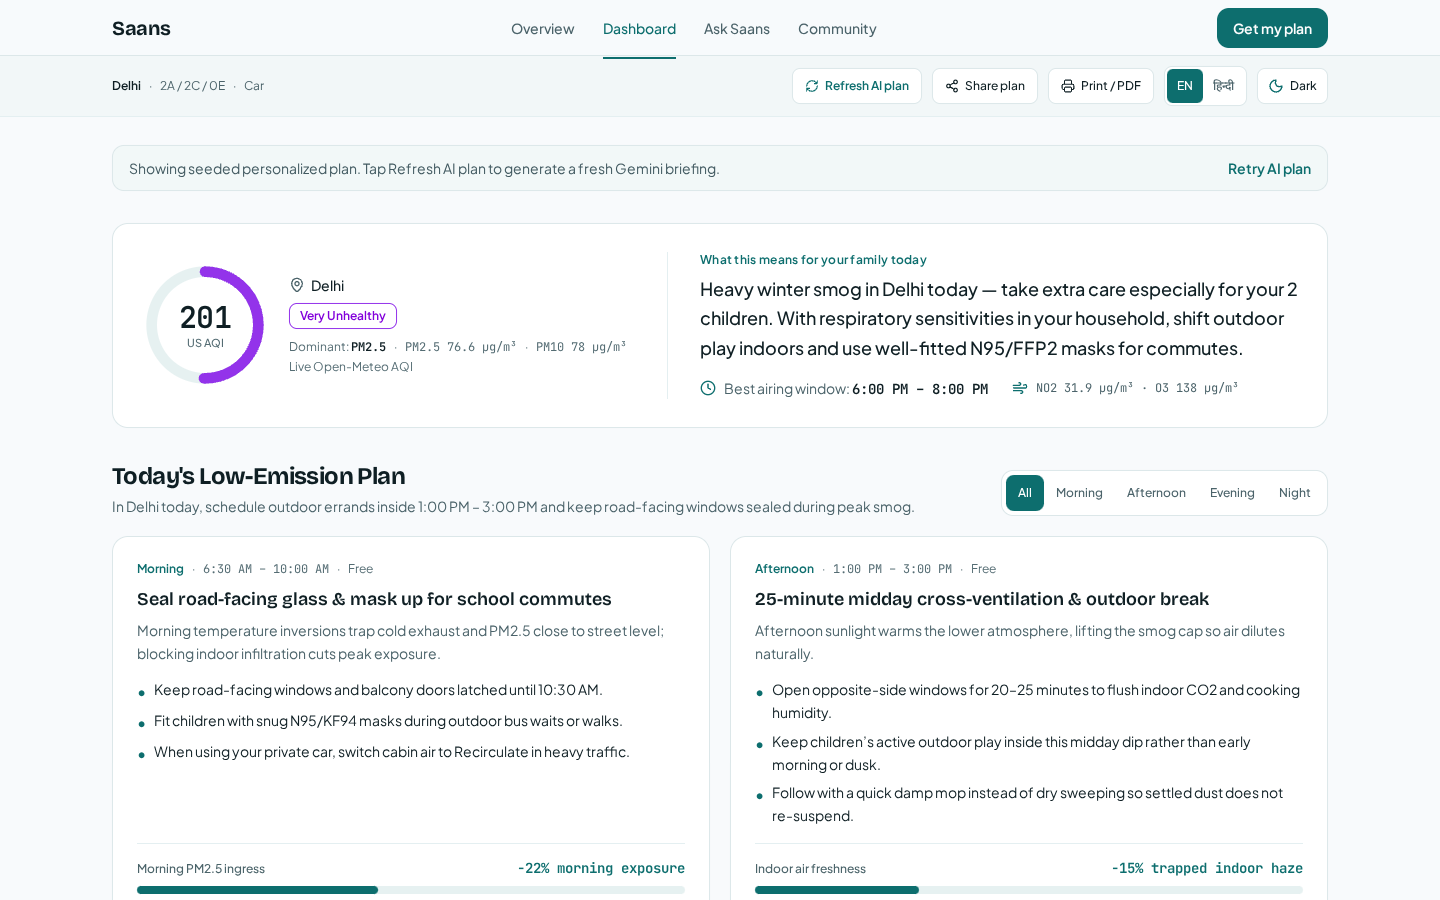 Saans
Overview
Dashboard
Ask Saans
Community
Get my plan
Delhi · 2A / 2C / 0E · Car
Refresh AI plan
Share plan
Print / PDF
EN
हिन्दी
Dark
Showing seeded personalized plan. Tap Refresh AI plan to generate a fresh Gemini briefing.
Retry AI plan
201
US AQI
Delhi
Very Unhealthy
Dominant: PM2.5 · PM2.5 76.6 µg/m³ · PM10 78 µg/m³
Live Open-Meteo AQI
What this means for your family today
Heavy winter smog in Delhi today — take extra care especially for your 2
children. With respiratory sensitivities in your household, shift outdoor
play indoors and use well-fitted N95/FFP2 masks for commutes.
Best airing window: 6:00 PM – 8:00 PM
NO2 31.9 µg/m³ · O3 138 µg/m³
Today's Low-Emission Plan
In Delhi today, schedule outdoor errands inside 1:00 PM – 3:00 PM and keep road-facing windows sealed during peak smog.
All
Morning
Afternoon
Evening
Night
Morning · 6:30 AM – 10:00 AM · Free
Seal road-facing glass & mask up for school commutes
Morning temperature inversions trap cold exhaust and PM2.5 close to street level;
blocking indoor infiltration cuts peak exposure.
Keep road-facing windows and balcony doors latched until 10:30 AM.
Fit children with snug N95/KF94 masks during outdoor bus waits or walks.
When using your private car, switch cabin air to Recirculate in heavy traffic.
Morning PM2.5 ingress
-22% morning exposure
Afternoon · 1:00 PM – 3:00 PM · Free
25-minute midday cross-ventilation & outdoor break
Afternoon sunlight warms the lower atmosphere, lifting the smog cap so air dilutes
naturally.
Open opposite-side windows for 20–25 minutes to flush indoor CO2 and cooking
humidity.
Keep children's active outdoor play inside this midday dip rather than early
morning or dusk.
Follow with a quick damp mop instead of dry sweeping so settled dust does not
re-suspend.
Indoor air freshness
-15% trapped indoor haze